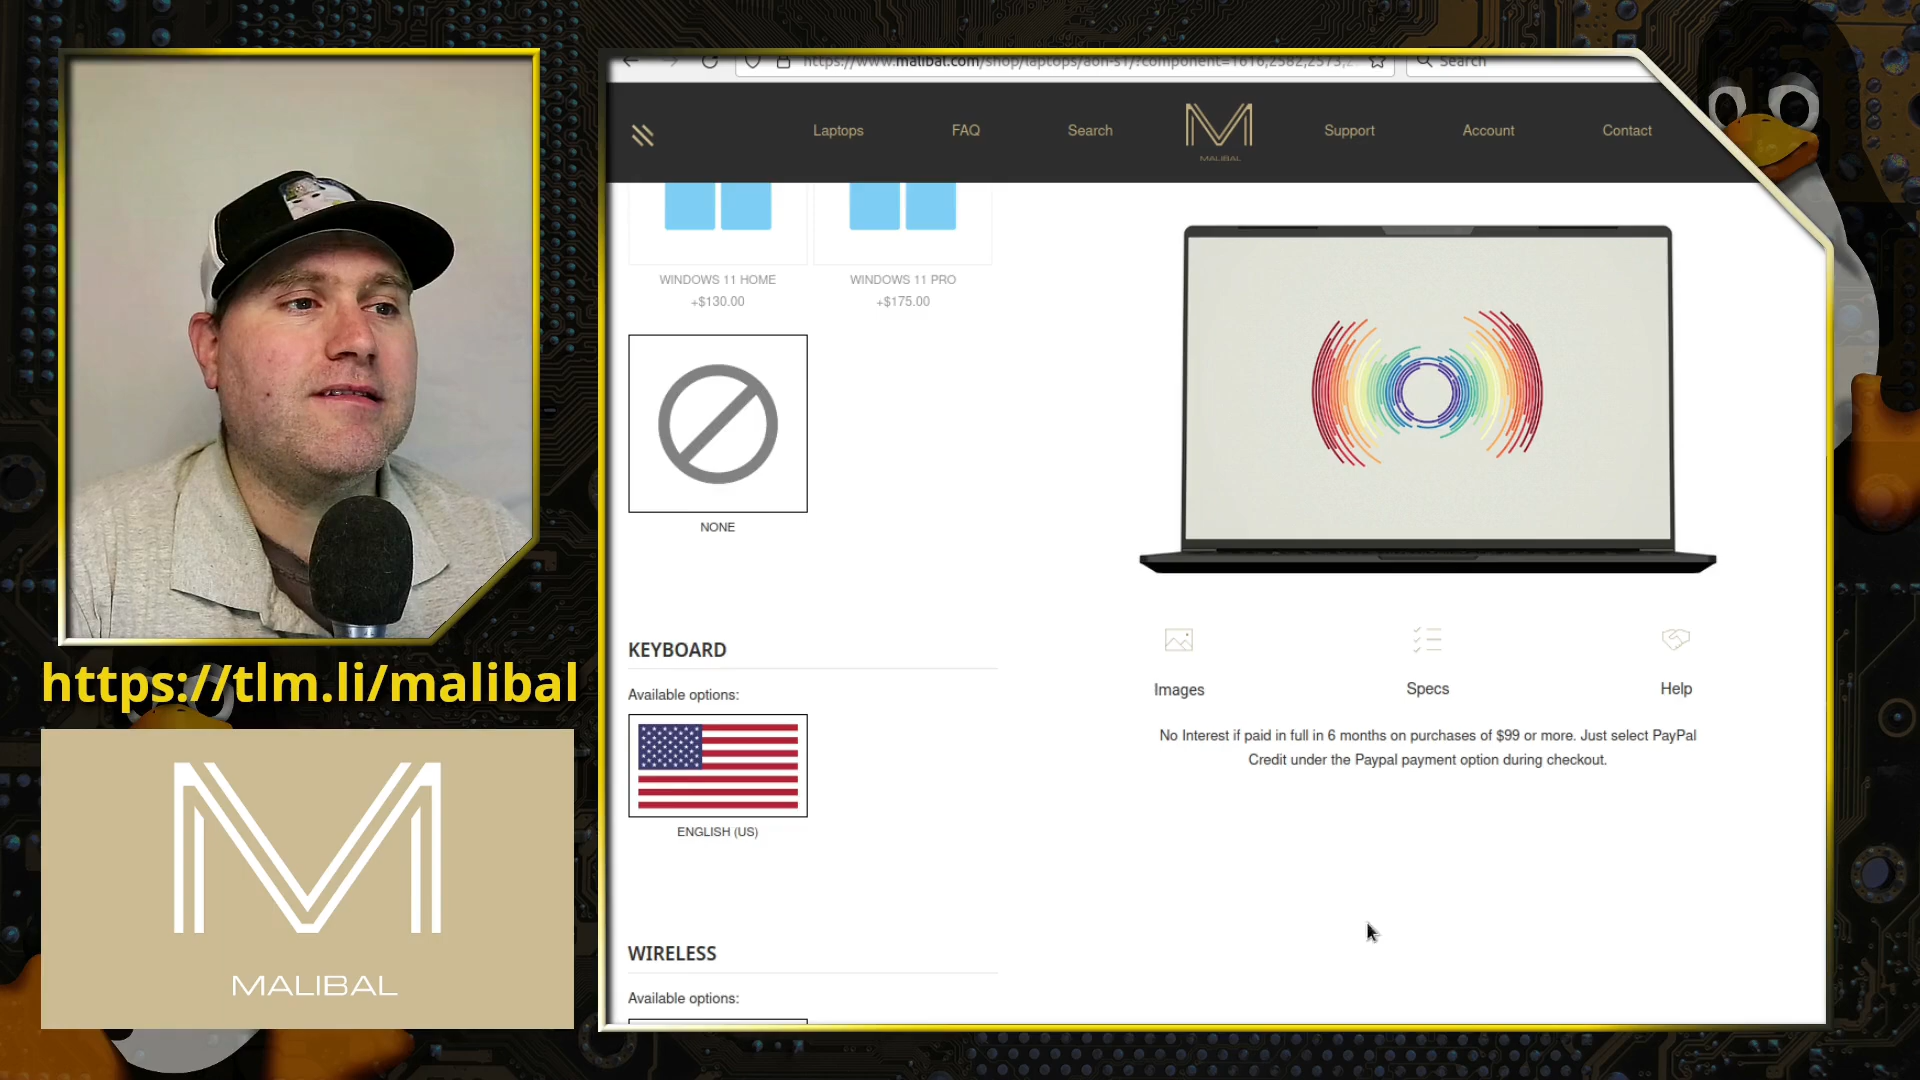 https://www.malibal.com/shop/laptops/aon-s1/?component=1616,2582,2573,2
Search
Laptops
FAQ
Search
MALIBAL
Support
Account
Contact
WINDOWS 11 HOME
+$130.00
WINDOWS 11 PRO
+$175.00
NONE
KEYBOARD
Available options:
ENGLISH (US)
WIRELESS
Available options:
Images
Specs
Help
No Interest if paid in full in 6 months on purchases of $99 or more. Just select PayPal
Credit under the Paypal payment option during checkout.
https://tlm.li/malibal
MALIBAL